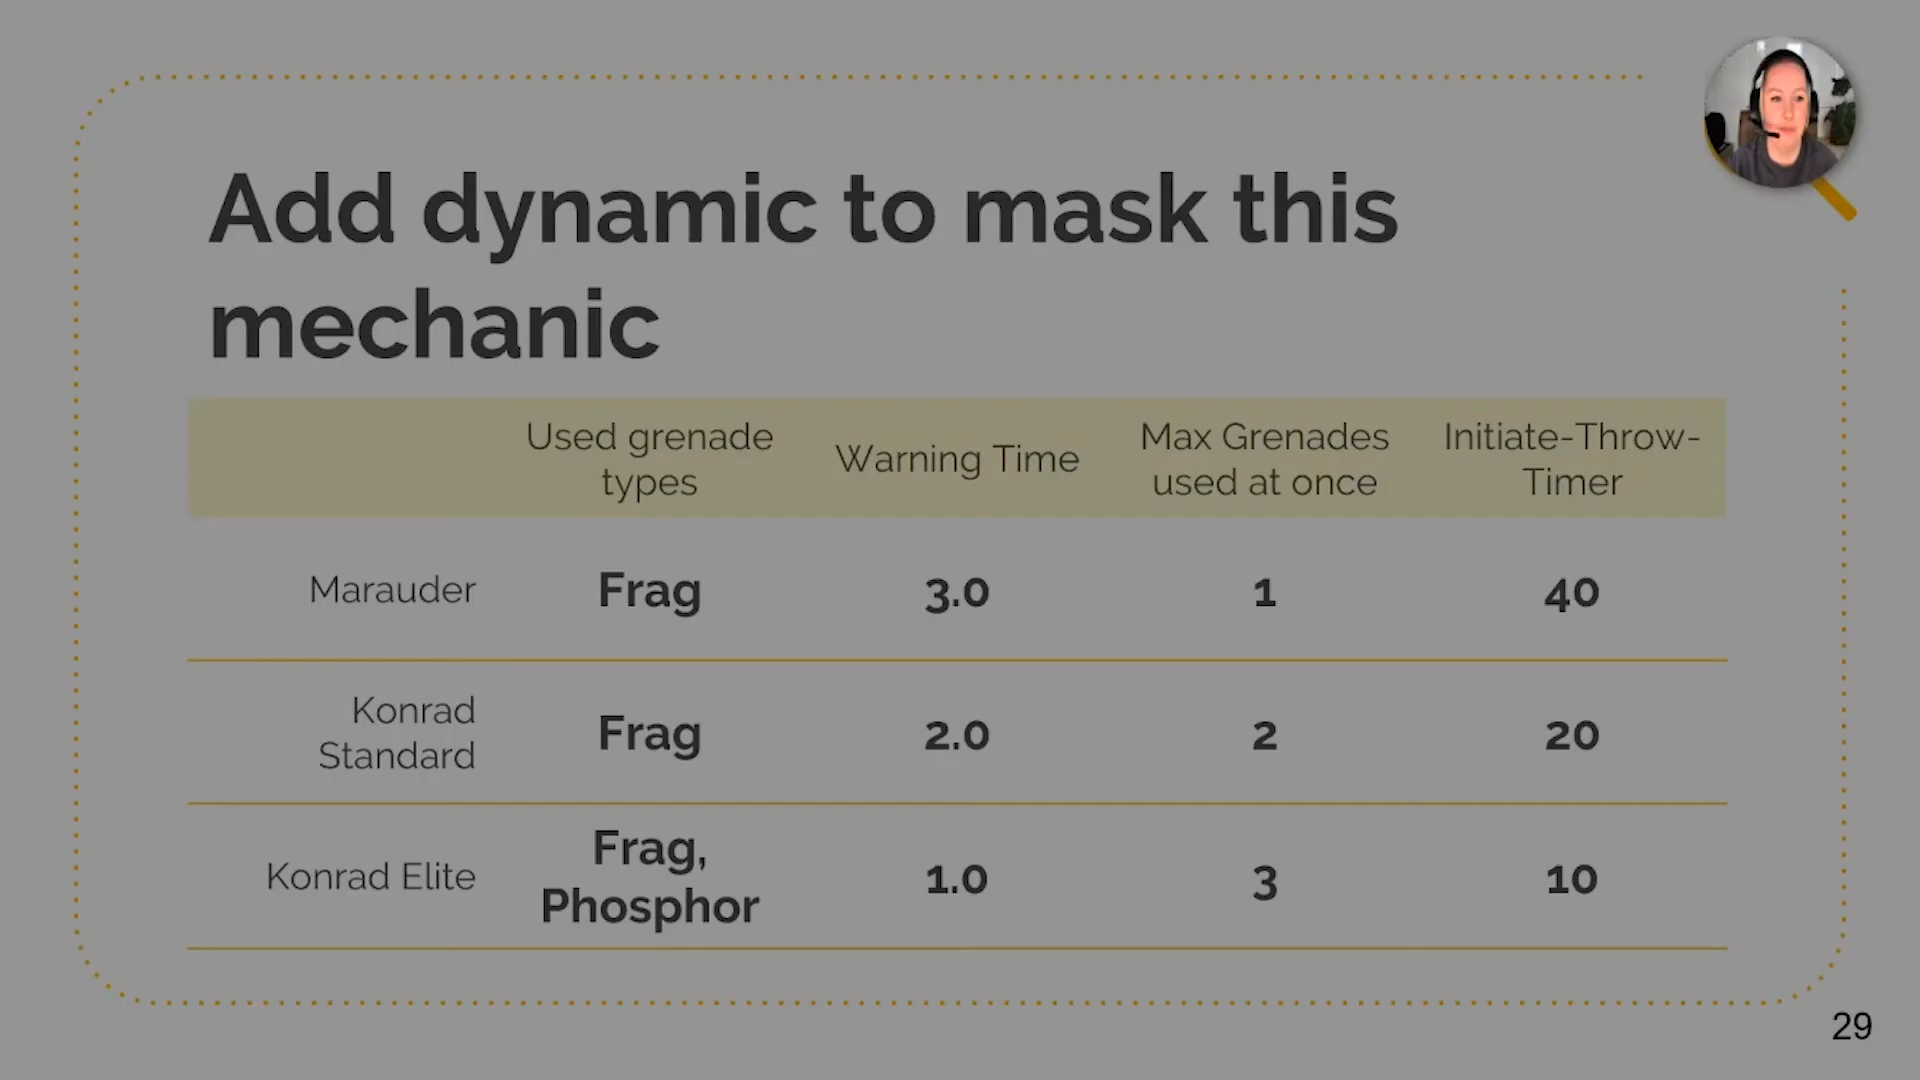 Add dynamic to mask this
mechanic
Used grenade
types
Warning Time
Max Grenades
used at once
Initiate-Throw-
Timer
Marauder
Frag
3.0
1
40
Konrad
Standard
Frag
2.0
2
20
Konrad Elite
Frag,
Phosphor
1.0
3
10
29